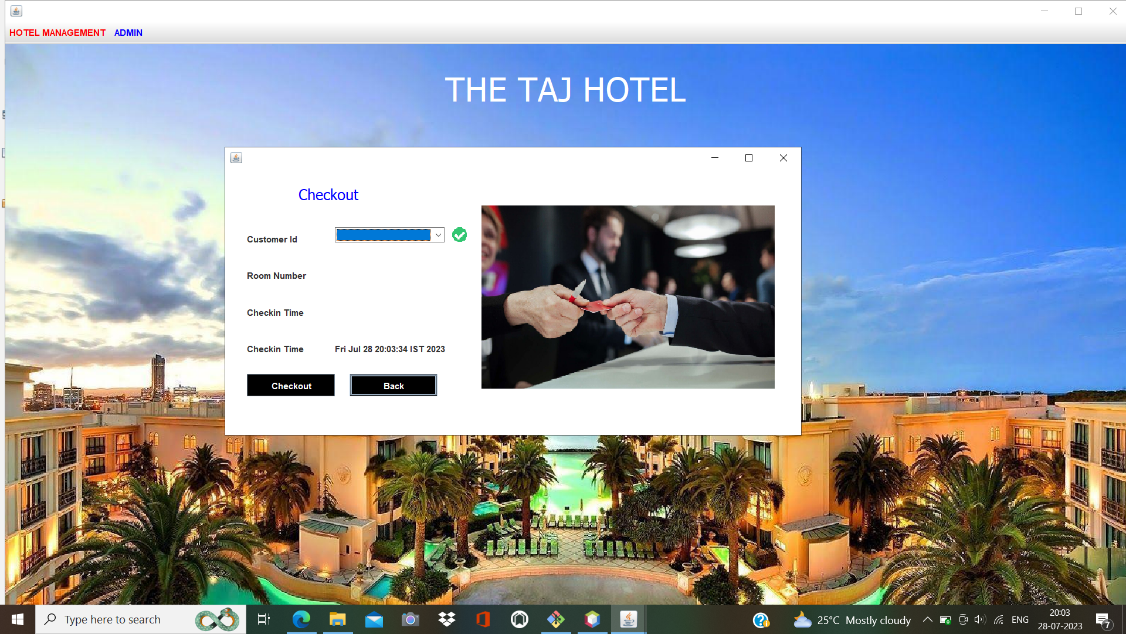 HOTEL MANAGEMENT ADMIN
THE TAJ HOTEL
Checkout
Customer Id
Room Number
Checkin Time
Checkin Time Fri Jul 28 20:03:34 IST 2023
Checkout Back
Type here to search
25°C Mostly cloudy
ENG
20:03
28-07-2023
7